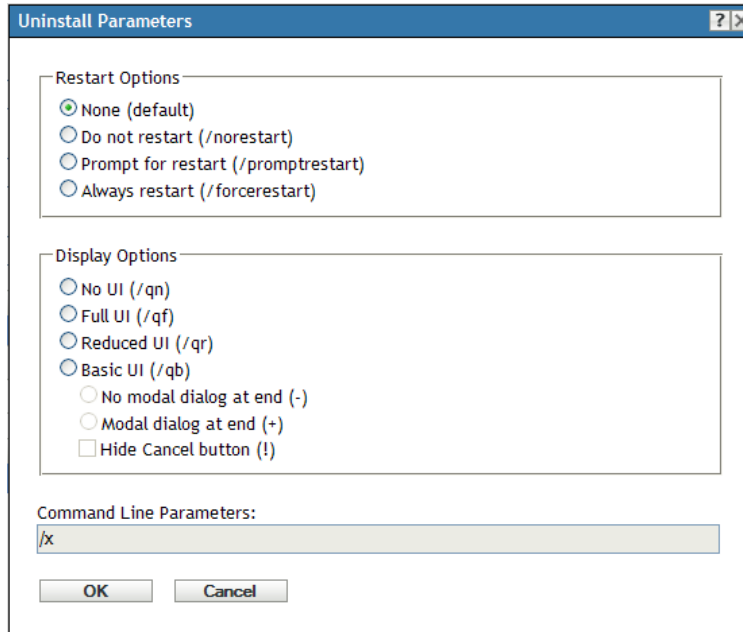 Uninstall Parameters
Restart Options
None (default)
Do not restart (/norestart)
Prompt for restart (/promptrestart)
Always restart (/forcerestart)
Display Options
No UI (/qn)
Full UI (/qf)
Reduced UI (/qr)
Basic UI (/qb)
No modal dialog at end (-)
Modal dialog at end (+)
Hide Cancel button (!)
Command Line Parameters:
/x
OK Cancel